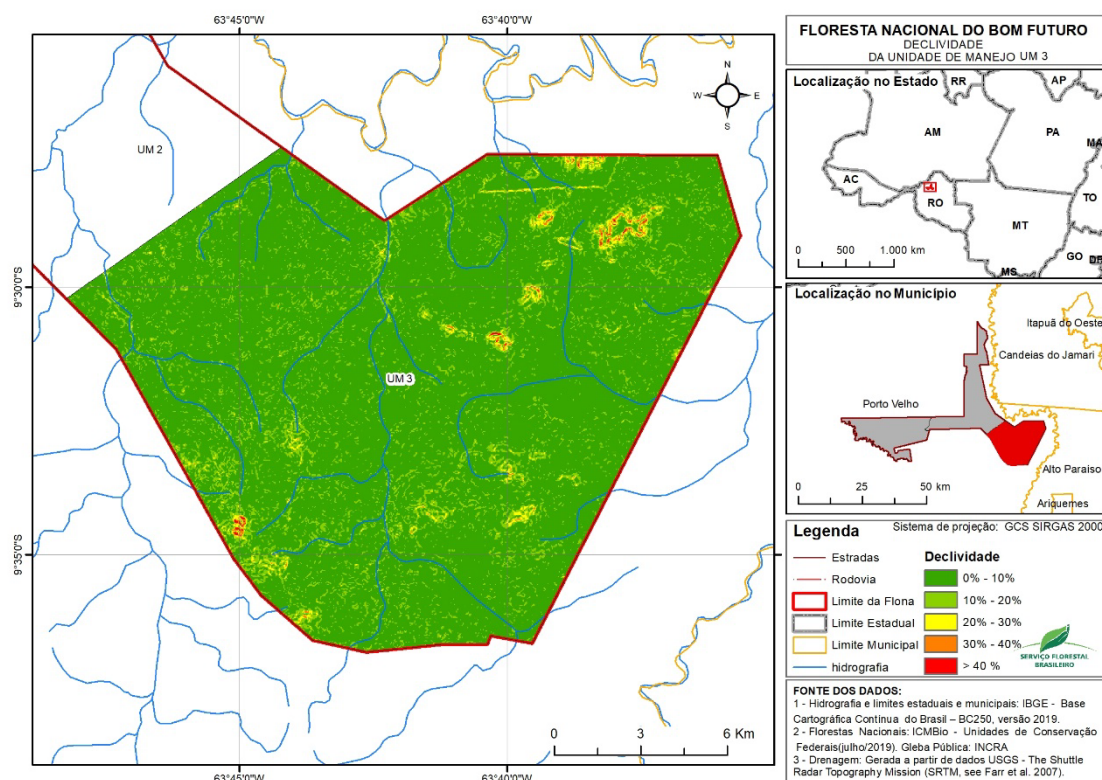 63°45'0"W
63°40'0"W
FLORESTA NACIONAL DO BOM FUTURO
DECLIVIDADE
DA UNIDADE DE MANEJO UM 3
N
W
E
S
UM 2
UM 3
9°30'0"S
9°30'0"S
9°35'0"S
9°35'0"S
0
3
6 Km
63°45'0"W
63°40'0"W
Localização no Estado
RR
AP
AM
PA
MA
AC
RO
TO
MT
GO
DF
MS
0 500 1.000 km
Localização no Município
Itapuã do Oeste
Candeias do Jamari
Porto Velho
Alto Paraiso
Ariquemes
0 25 50 km
Legenda
Sistema de projeção: GCS SIRGAS 2000
Estradas
Rodovia
Limite da Flona
Limite Estadual
Limite Municipal
hidrografia
Declividade
0% - 10%
10% - 20%
20% - 30%
30% - 40%
> 40 %
SERVIÇO FLORESTAL
BRASILEIRO
FONTE DOS DADOS:
1 - Hidrografia e limites estaduais e municipais: IBGE - Base
Cartográfica Contínua do Brasil – BC250, versão 2019.
2 - Florestas Nacionais: ICMBio - Unidades de Conservação
Federais(julho/2019). Gleba Pública: INCRA
3 - Drenagem: Gerada a partir de dados USGS - The Shuttle
Radar Topography Mission (SRTM, see Farr et al. 2007).